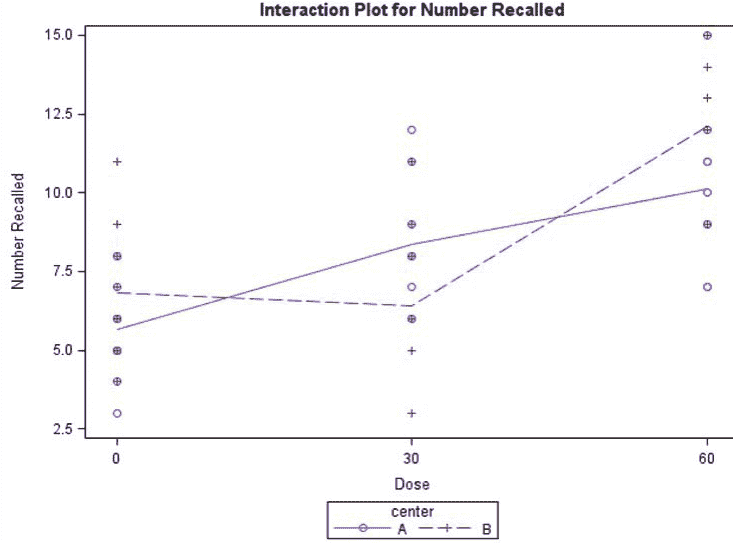 Interaction Plot for Number Recalled
15.0
12.5
10.0
7.5
5.0
2.5
Number Recalled
0 30 60
Dose
center
A B